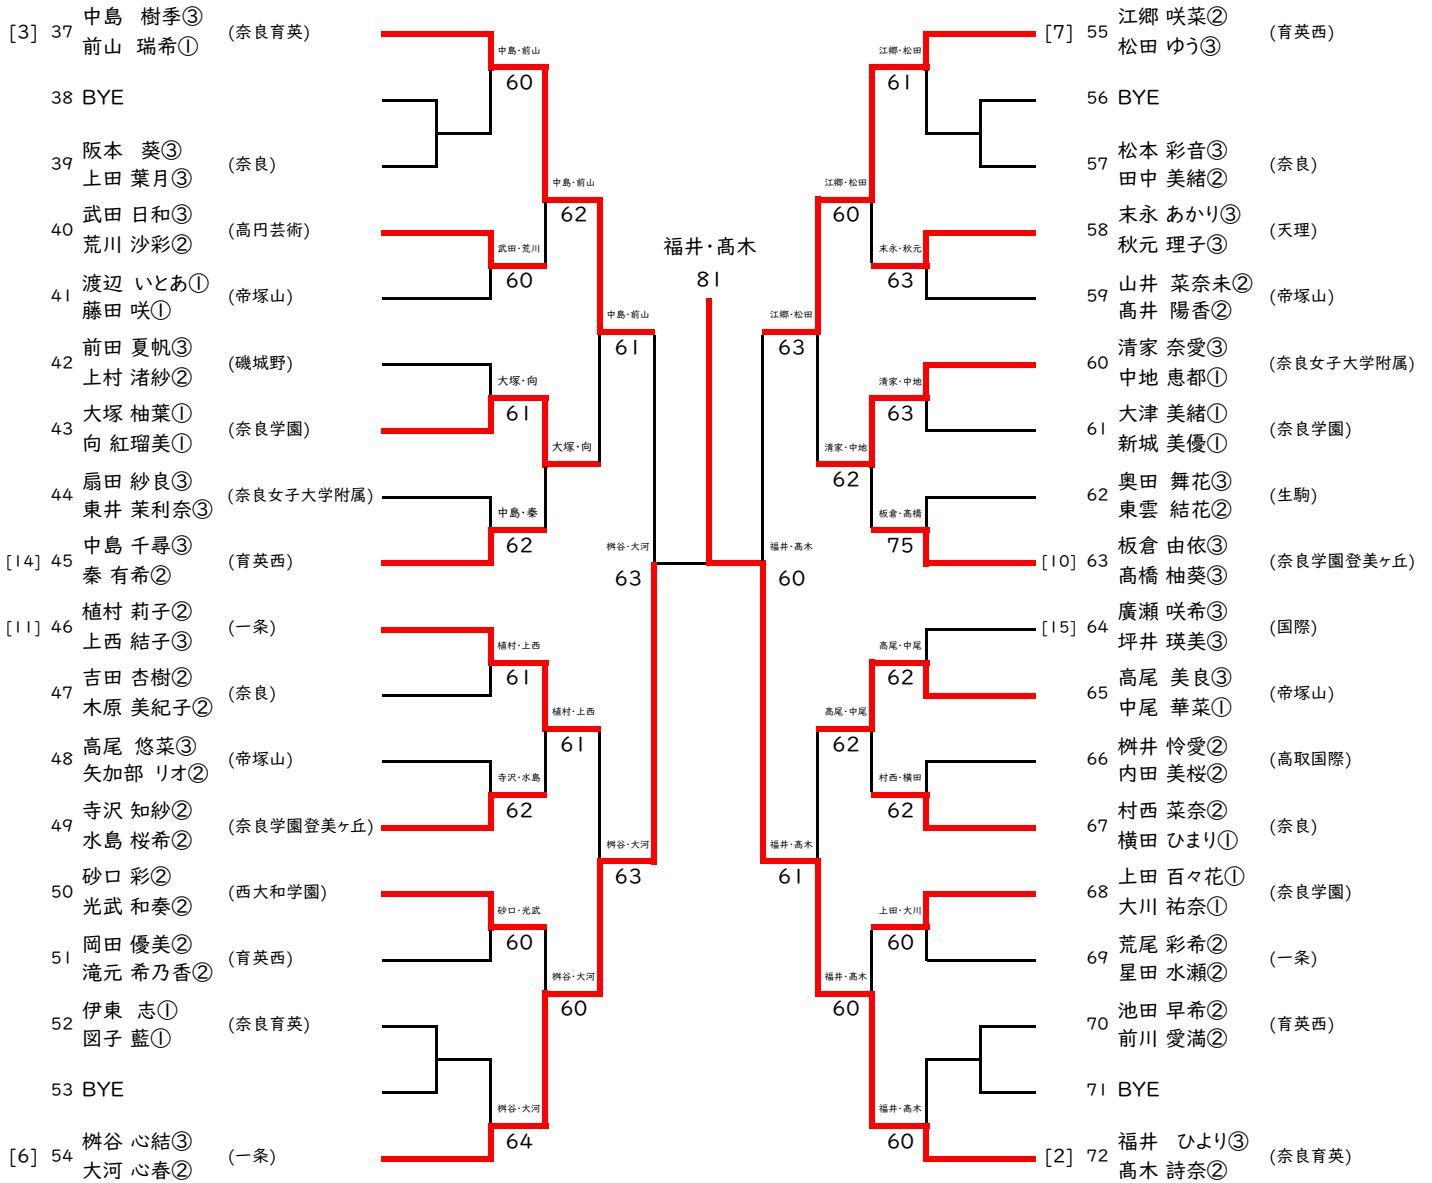 [3] 37 中島　樹季③ (奈良育英)
前山　瑞希①
38 BYE
39 阪本　葵③ (奈良)
上田 葉月③
40 武田 日和③ (高円芸術)
荒川 沙彩②
41 渡辺 いとあ① (帝塚山)
藤田 咲①
42 前田 夏帆③ (磯城野)
上村 渚紗②
43 大塚 柚葉① (奈良学園)
向 紅瑠美①
44 扇田 紗良③ (奈良女子大学附属)
東井 茉利奈③
[14] 45 中島 千尋③ (育英西)
秦 有希②
[11] 46 植村 莉子② (一条)
上西 結子③
47 吉田 杏樹② (奈良)
木原 美紀子②
48 高尾 悠菜③ (帝塚山)
矢加部 リオ②
49 寺沢 知紗② (奈良学園登美ヶ丘)
水島 桜希②
50 砂口 彩② (西大和学園)
光武 和奏②
51 岡田 優美② (育英西)
滝元 希乃香②
52 伊東　志① (奈良育英)
図子 藍①
53 BYE
[6] 54 桝谷 心結③ (一条)
大河 心春②
中島・前山
60
武田・荒川
60
大塚・向
61
中島・秦
62
植村・上西
61
寺沢・水島
62
砂口・光武
60
桝谷・大河
64
中島・前山
62
大塚・向
植村・上西
61
桝谷・大河
60
中島・前山
61
桝谷・大河
63
桝谷・大河
63
福井・髙木
81
福井・髙木
60
江郷・松田
63
福井・髙木
61
江郷・松田
60
清家・中地
62
高尾・中尾
62
福井・髙木
60
江郷・松田
61
末永・秋元
63
清家・中地
63
板倉・髙橋
75
高尾・中尾
62
村西・横田
62
上田・大川
60
福井・髙木
60
[7] 55 江郷 咲菜② (育英西)
松田 ゆう③
56 BYE
57 松本 彩音③ (奈良)
田中 美緒②
58 末永 あかり③ (天理)
秋元 理子③
59 山井 菜奈未② (帝塚山)
髙井 陽香②
60 清家 奈愛③ (奈良女子大学附属)
中地 恵都①
61 大津 美緒① (奈良学園)
新城 美優①
62 奥田 舞花③ (生駒)
東雲 結花②
[10] 63 板倉 由依③ (奈良学園登美ヶ丘)
髙橋 柚葵③
[15] 64 廣瀬 咲希③ (国際)
坪井 瑛美③
65 高尾 美良③ (帝塚山)
中尾 華菜①
66 桝井 怜愛② (高取国際)
内田 美桜②
67 村西 菜奈② (奈良)
横田 ひまり①
68 上田 百々花① (奈良学園)
大川 祐奈①
69 荒尾 彩希② (一条)
星田 水瀬②
70 池田 早希② (育英西)
前川 愛満②
71 BYE
[2] 72 福井　ひより③ (奈良育英)
髙木 詩奈②